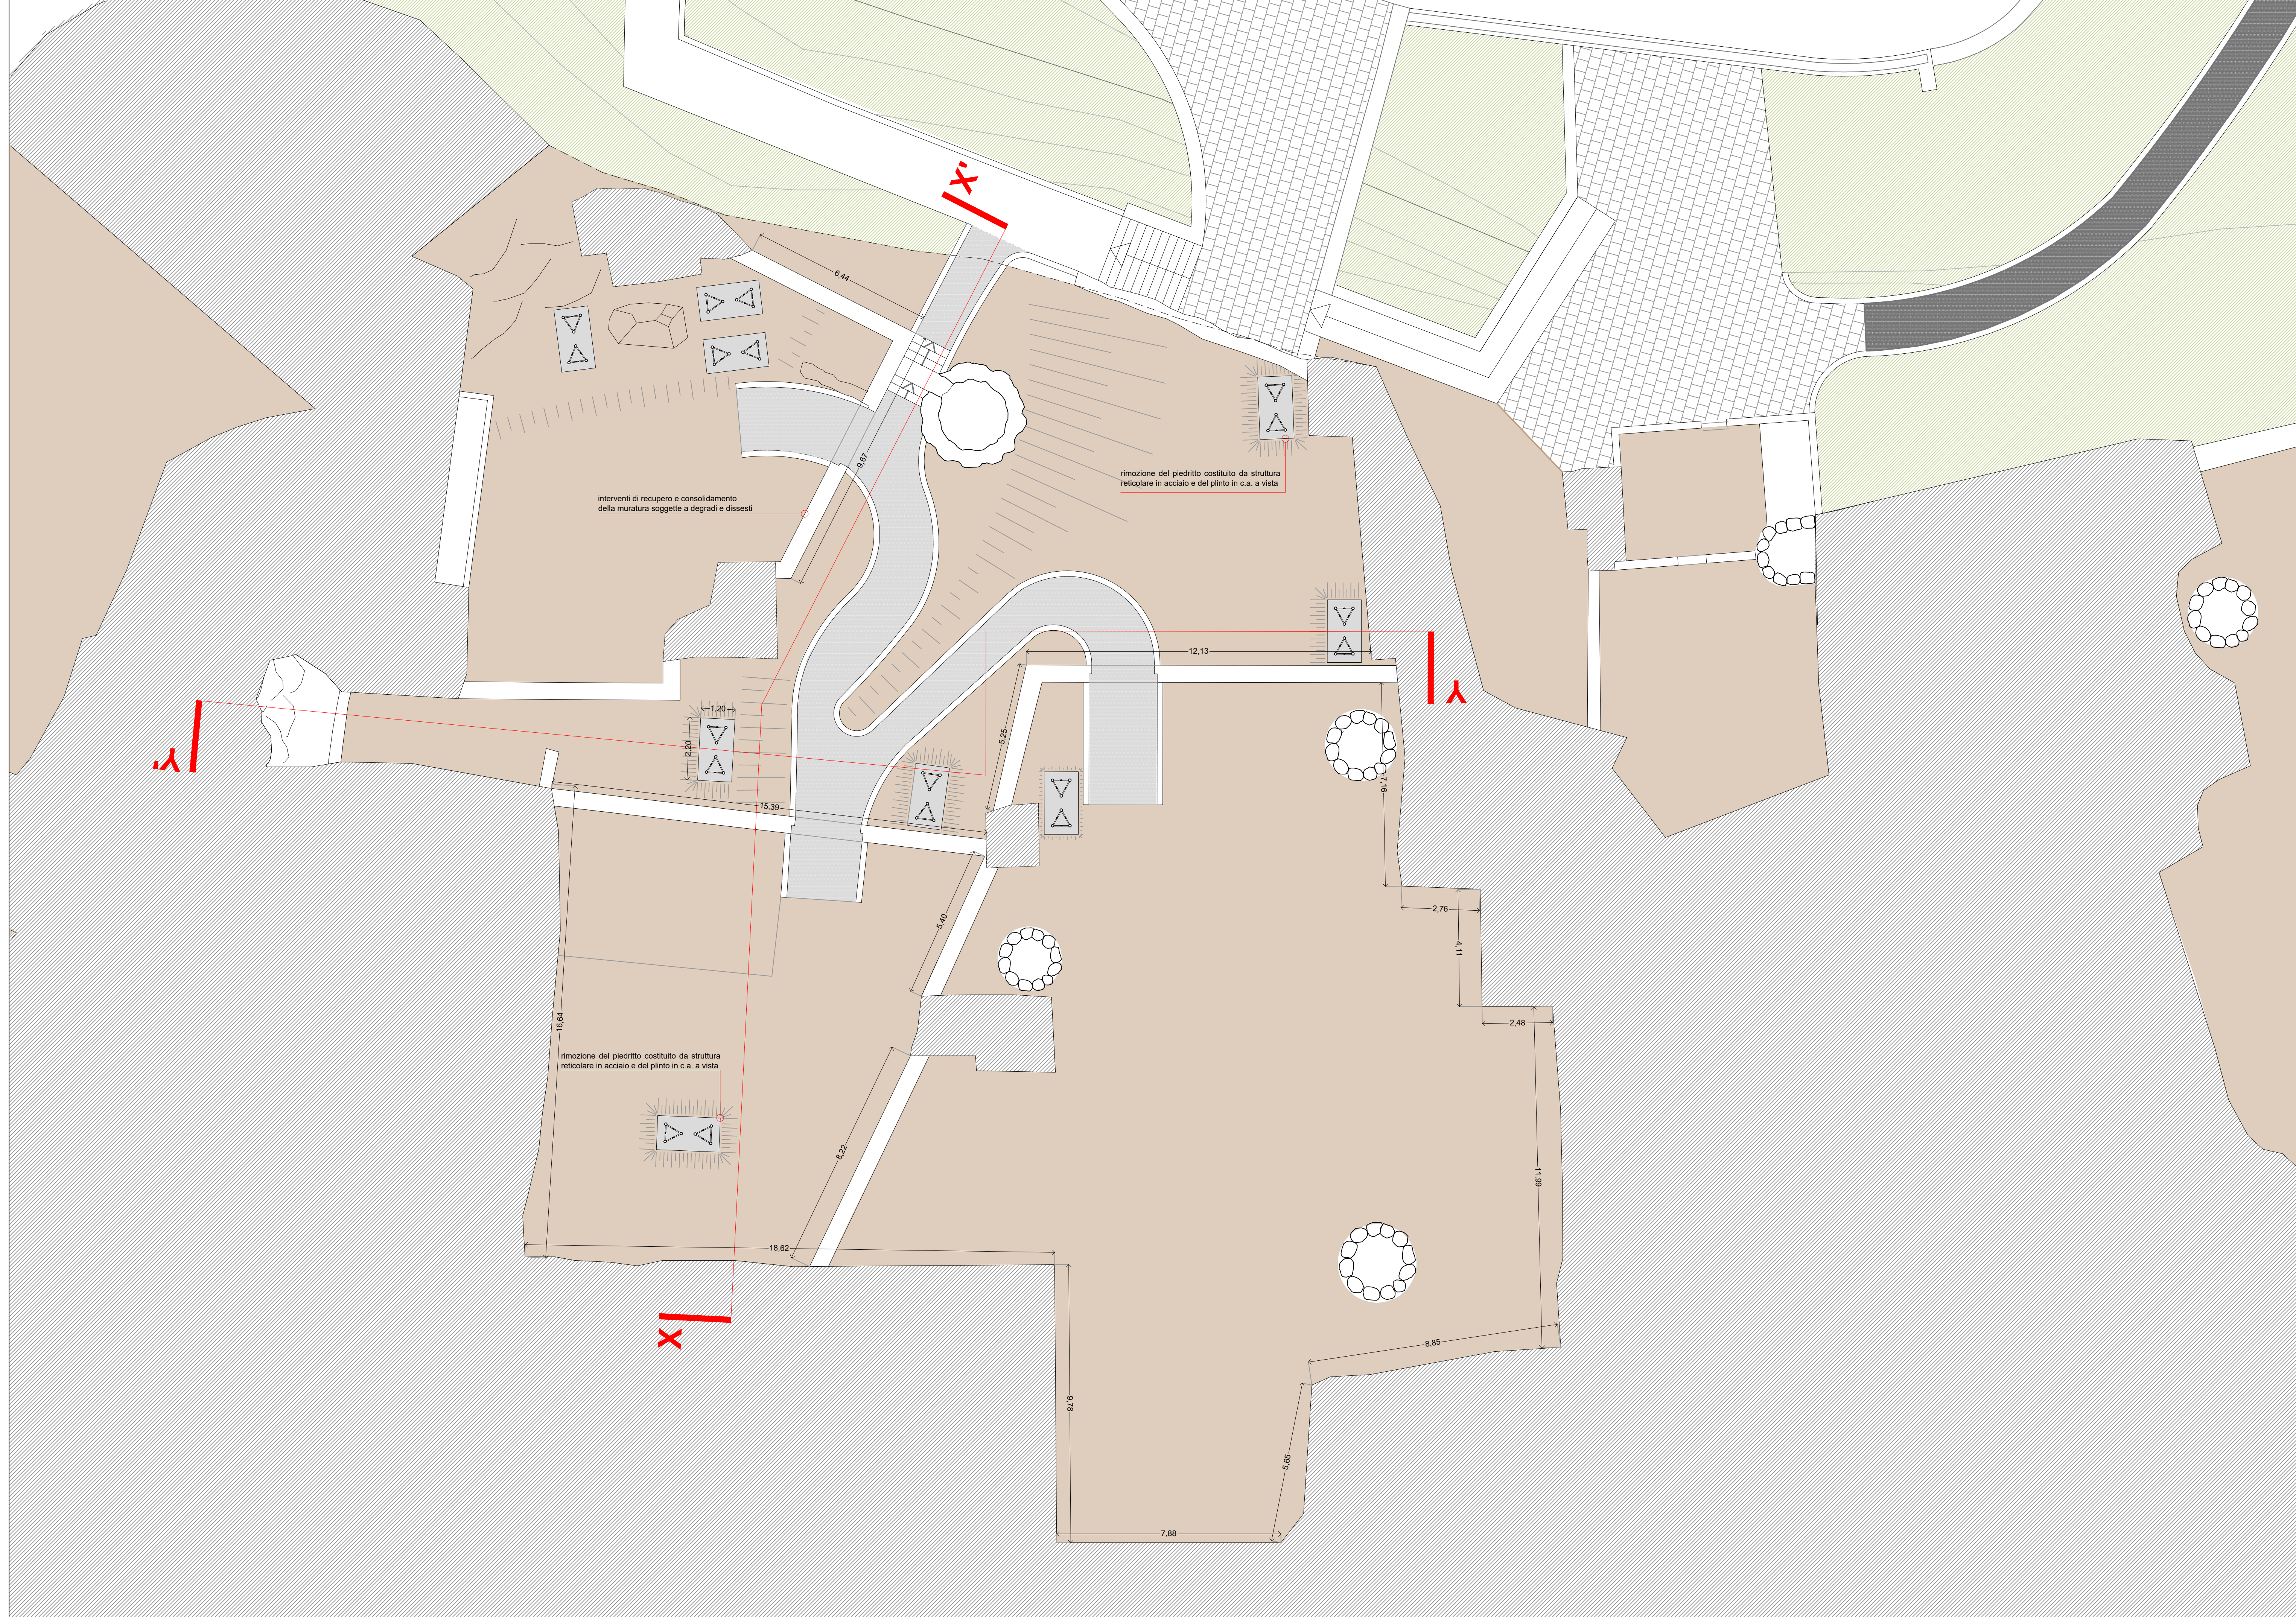 X'
6,44
9,67
rimozione del piedritto costituito da struttura
reticolare in acciaio e del plinto in c.a. a vista
interventi di recupero e consolidamento
della muratura soggette a degradi e dissesti
12,13
Y
Y'
1,20
2,20
5,25
7,16
15,39
5,40
2,76
4,11
2,48
16,64
rimozione del piedritto costituito da struttura
reticolare in acciaio e del plinto in c.a. a vista
8,22
11,99
18,62
X
8,85
9,78
5,65
7,88